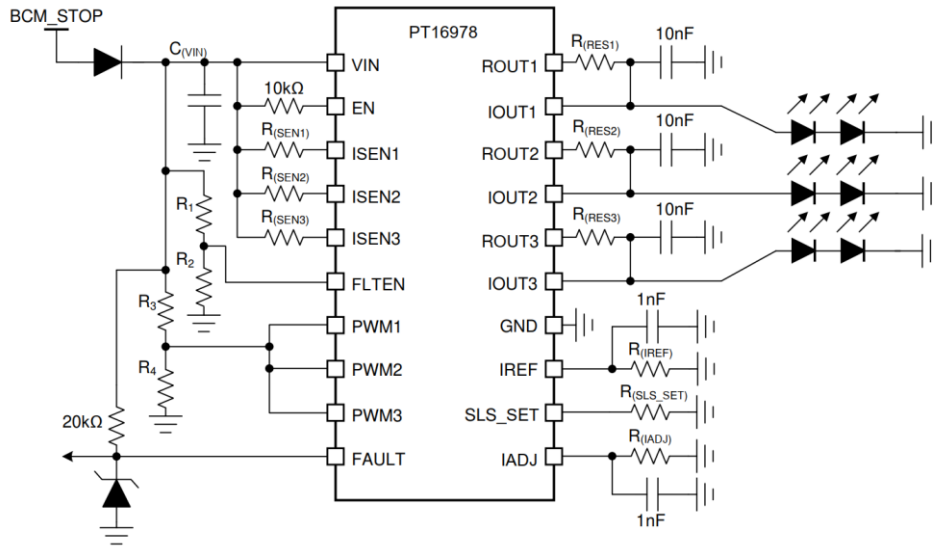 BCM_STOP
C(VIN)
PT16978
VIN
EN
ISEN1
ISEN2
ISEN3
FLTEN
PWM1
PWM2
PWM3
FAULT
10kΩ
R(SEN1)
R(SEN2)
R(SEN3)
R1
R2
R3
R4
20kΩ
ROUT1
IOUT1
ROUT2
IOUT2
ROUT3
IOUT3
GND
IREF
SLS_SET
IADJ
R(RES1)
10nF
R(RES2)
10nF
R(RES3)
10nF
1nF
R(IREF)
R(SLS_SET)
R(IADJ)
1nF